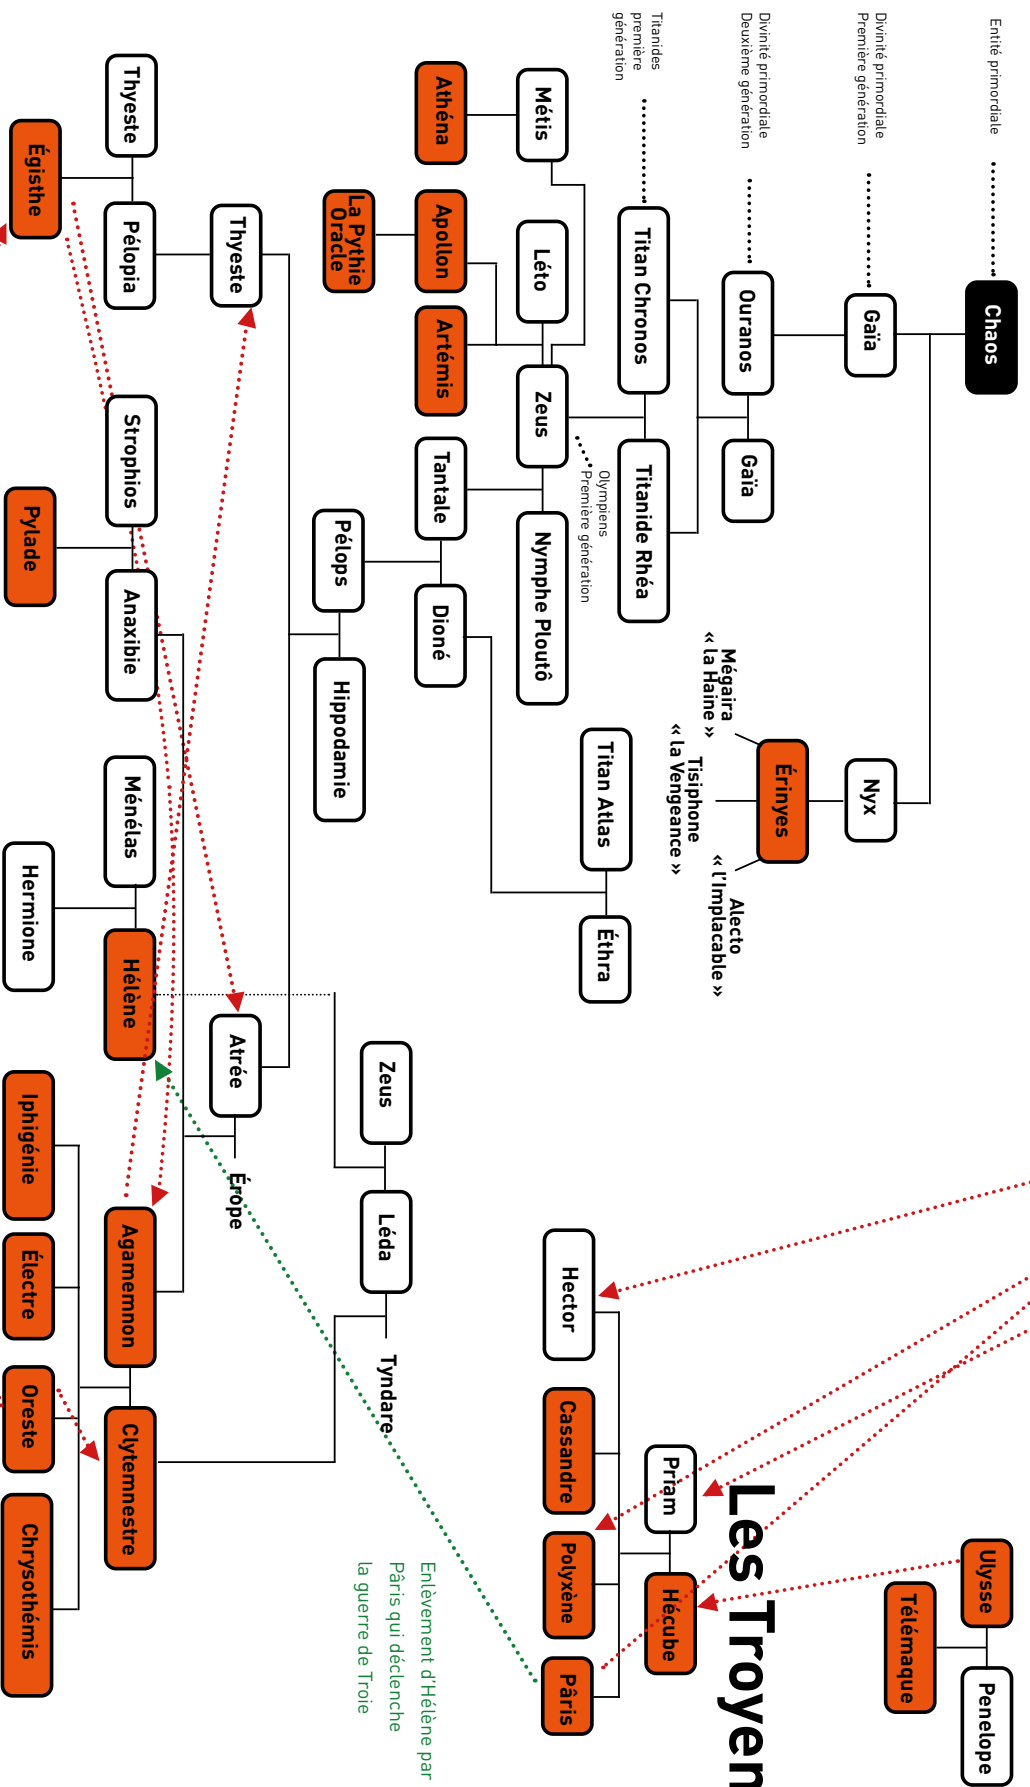 Entité primordiale
Chaos
Divinité primordiale
Première génération
Gaïa
Nyx
Divinité primordiale
Deuxième génération
Ouranos
Gaïa
Érinyes
Mégaira
« la Haine »
Tisiphone
« la Vengeance »
Alecto
« l'Implacable »
Titanides
première
génération
Titan Chronos
Titanide Rhéa
Titan Atlas
Éthra
Olympiens
Première génération
Métis
Léto
Zeus
Nymphe Ploutô
Athéna
Apollon
Artémis
Tantale
Dioné
La Pythie
Oracle
Pélops
Hippodamie
Zeus
Léda
Tyndare
Thyeste
Atrée
Érope
Thyeste
Pélopia
Strophios
Anaxibie
Ménélas
Hélène
Agamemnon
Clytemnestre
Égisthe
Pylade
Hermione
Iphigénie
Électre
Oreste
Chrysothémis
Ulysse
Penelope
Télémaque
Les Troyen
Priam
Hécube
Hector
Cassandre
Polyxène
Pâris
Enlèvement d'Hélène par
Pâris qui déclenche
la guerre de Troie